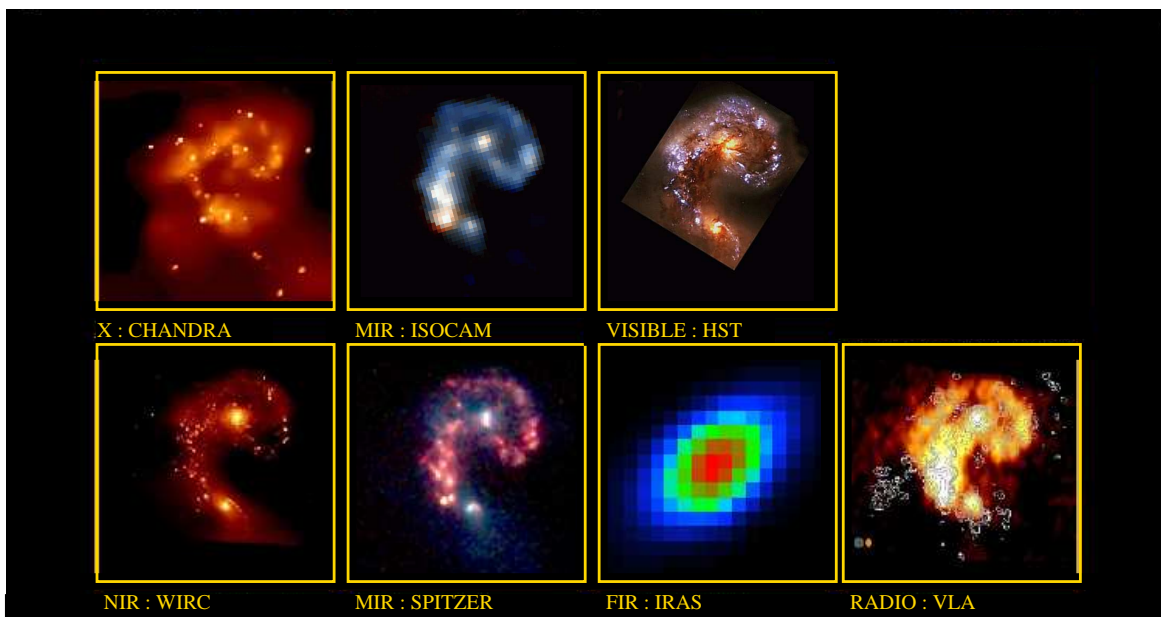 X : CHANDRA
MIR : ISOCAM
VISIBLE : HST
NIR : WIRC
MIR : SPITZER
FIR : IRAS
RADIO : VLA